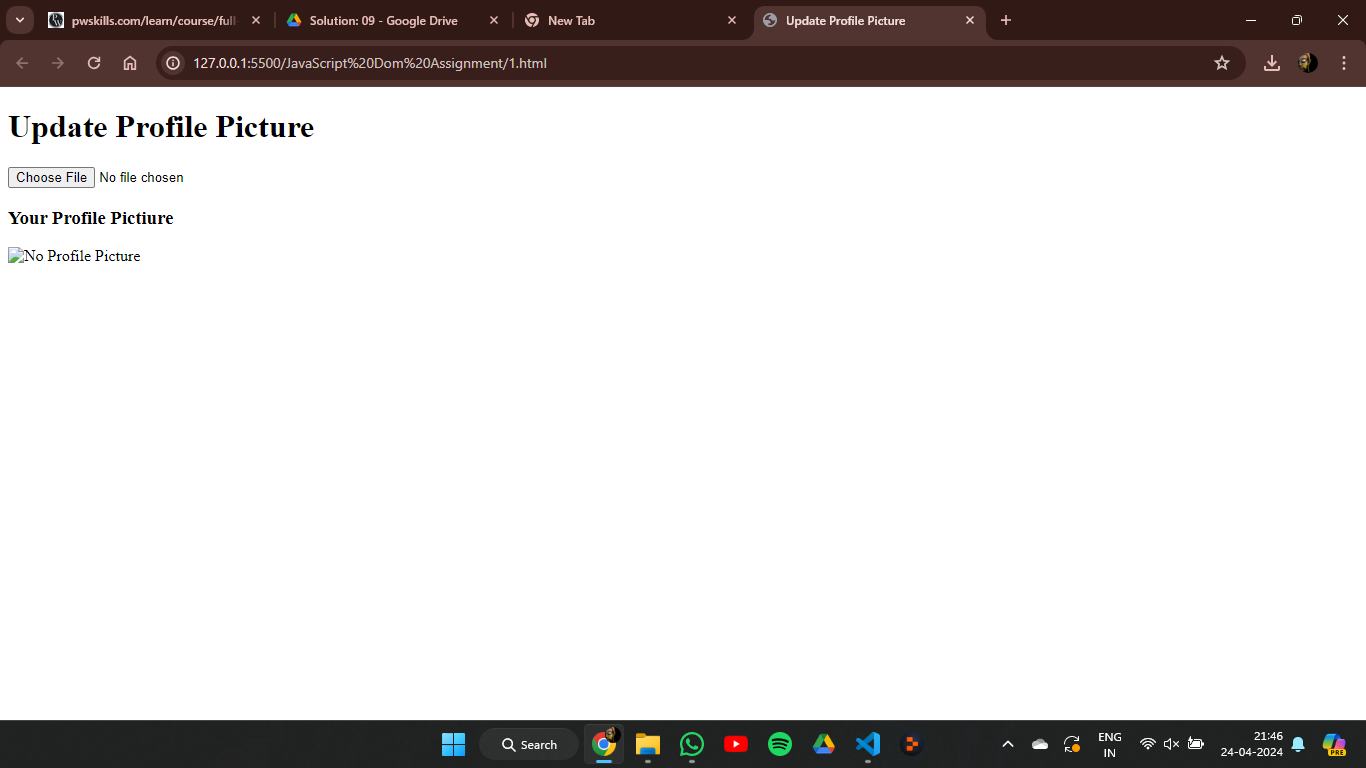 pwskills.com/learn/course/full
Solution: 09 - Google Drive
New Tab
Update Profile Picture
127.0.0.1:5500/JavaScript%20Dom%20Assignment/1.html
Update Profile Picture
Choose File No file chosen
Your Profile Pictiure
No Profile Picture
Search
ENG
IN
21:46
24-04-2024
PRE